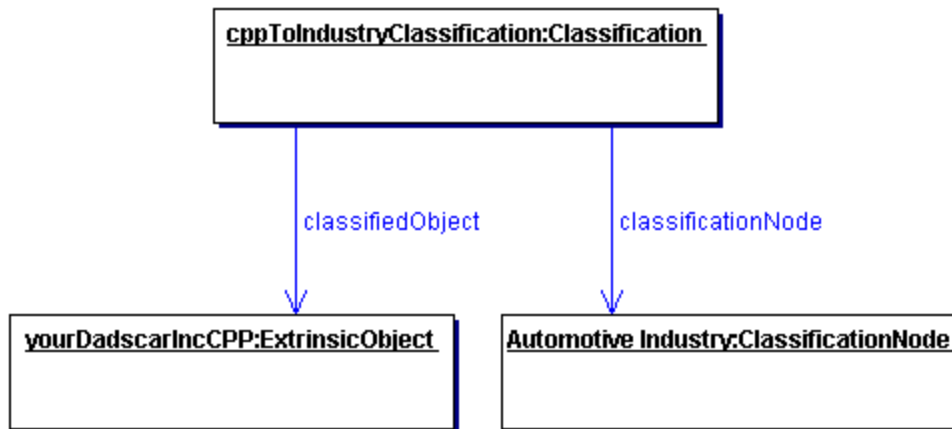 cppToIndustryClassification:Classification
classifiedObject
classificationNode
yourDadscarIncCPP:ExtrinsicObject
Automotive Industry:ClassificationNode